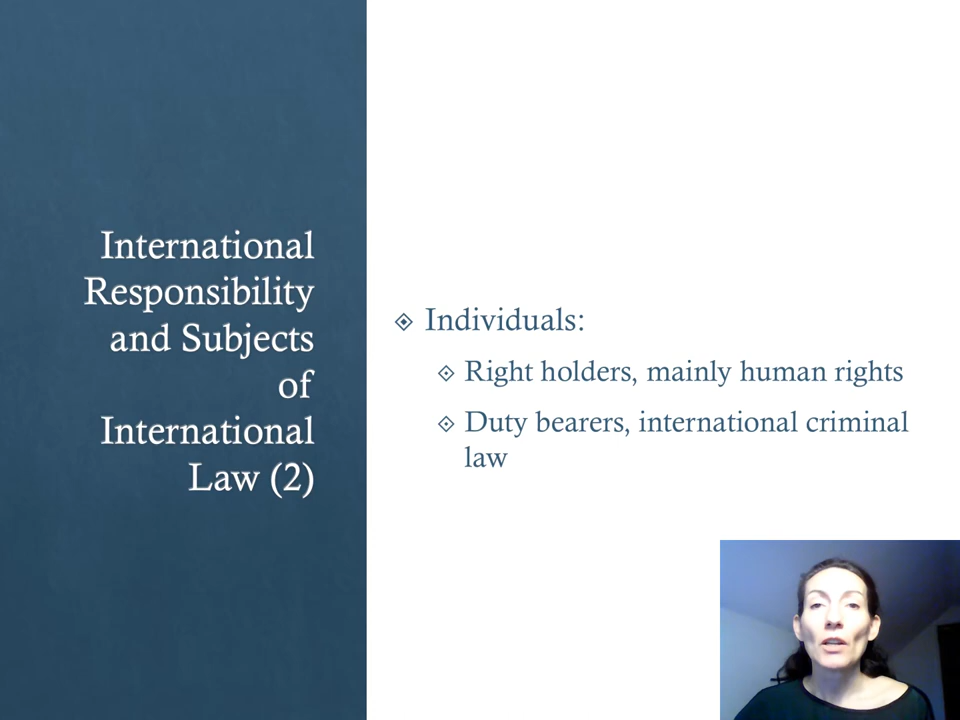 International
Responsibility
and Subjects
of
International
Law (2)
Individuals:
Right holders, mainly human rights
Duty bearers, international criminal
law